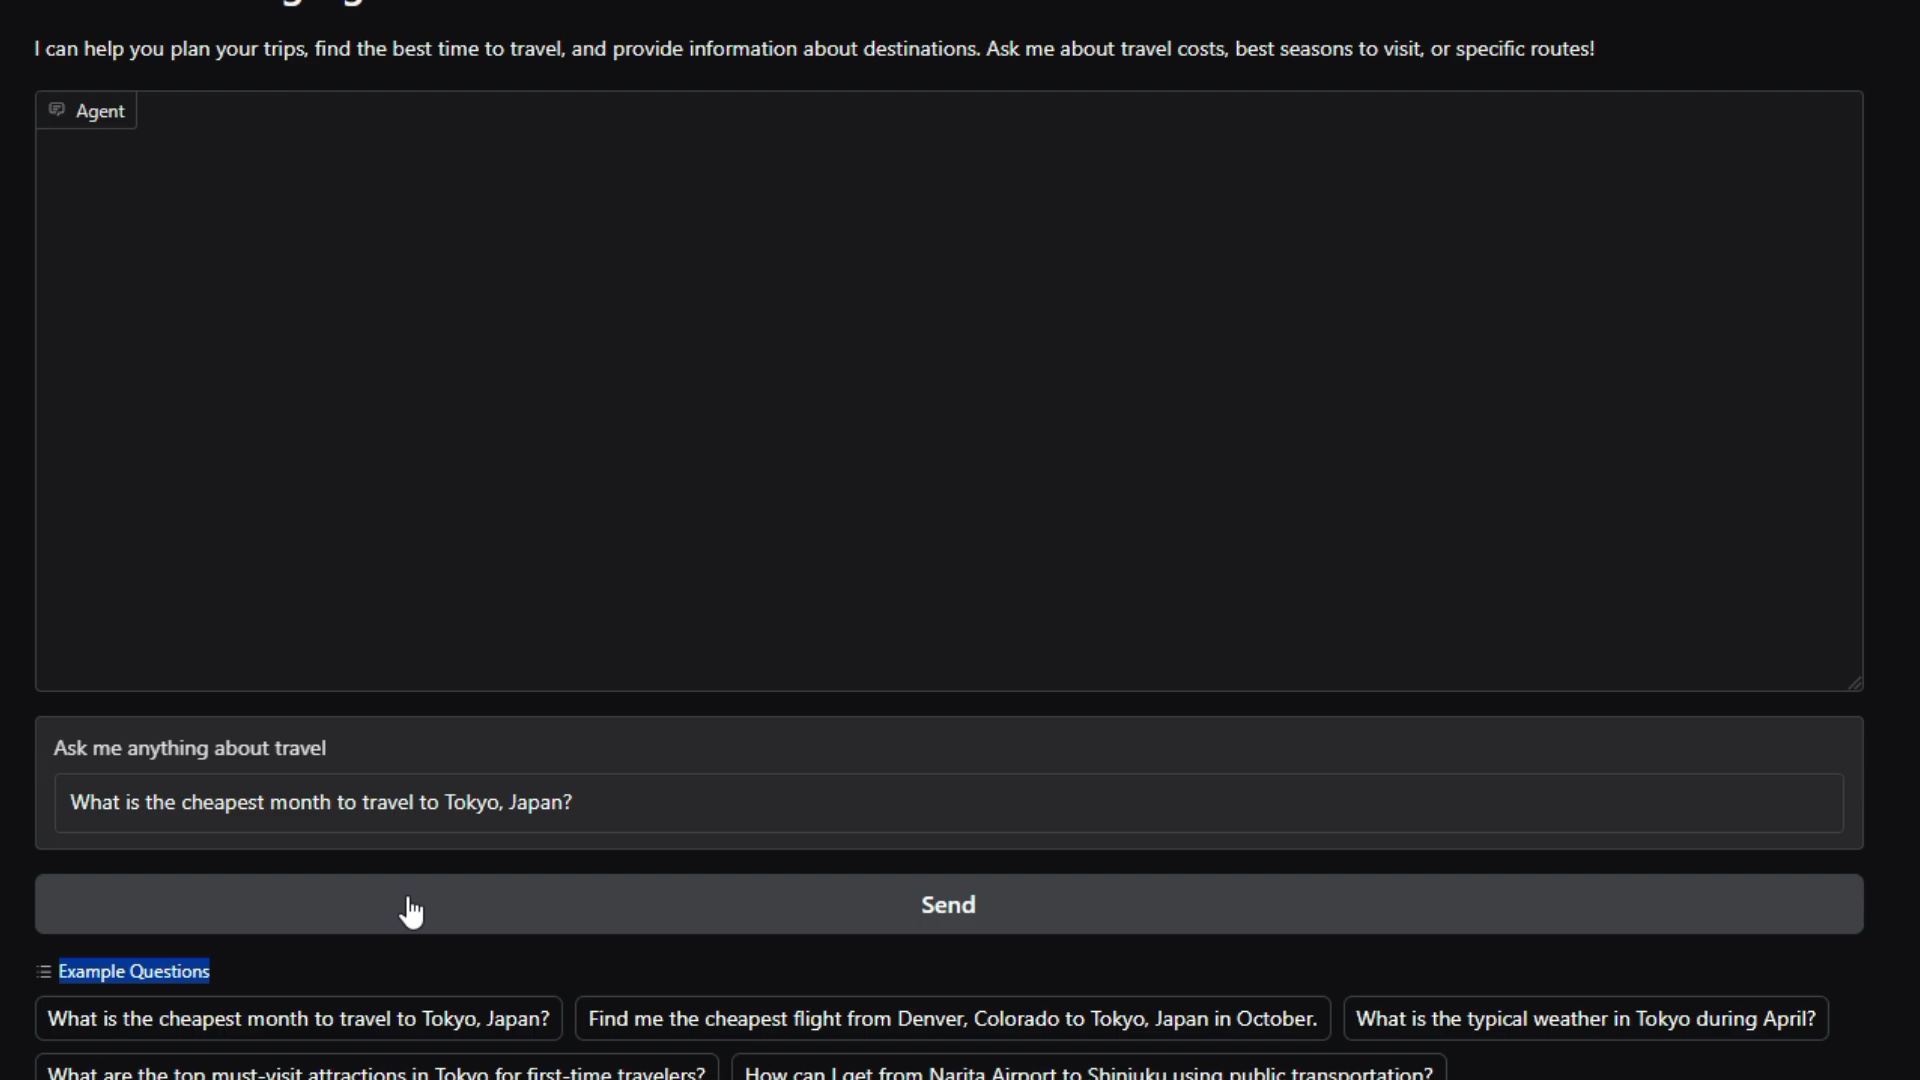 I can help you plan your trips, find the best time to travel, and provide information about destinations. Ask me about travel costs, best seasons to visit, or specific routes!
Agent
Ask me anything about travel
What is the cheapest month to travel to Tokyo, Japan?
Send
Example Questions
What is the cheapest month to travel to Tokyo, Japan?
Find me the cheapest flight from Denver, Colorado to Tokyo, Japan in October.
What is the typical weather in Tokyo during April?
What are the top must-visit attractions in Tokyo for first-time travelers?
How can I get from Narita Airport to Shinjuku using public transportation?